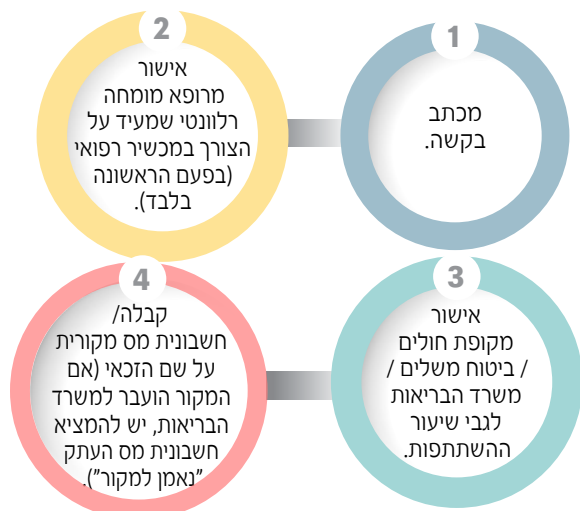 1
מכתב
בקשה.
2
אישור
מרופא מומחה
רלוונטי שמעיד על
הצורך במכשיר רפואי
(בפעם הראשונה
בלבד).
3
אישור
מקופת חולים
/ ביטוח משלים /
משרד הבריאות
לגבי שיעור
ההשתתפות.
4
קבלה/
חשבונית מס מקורית
על שם הזכאי (אם
המקור הועבר למשרד
הבריאות, יש להמציא
חשבונית מס העתק
"נאמן למקור").